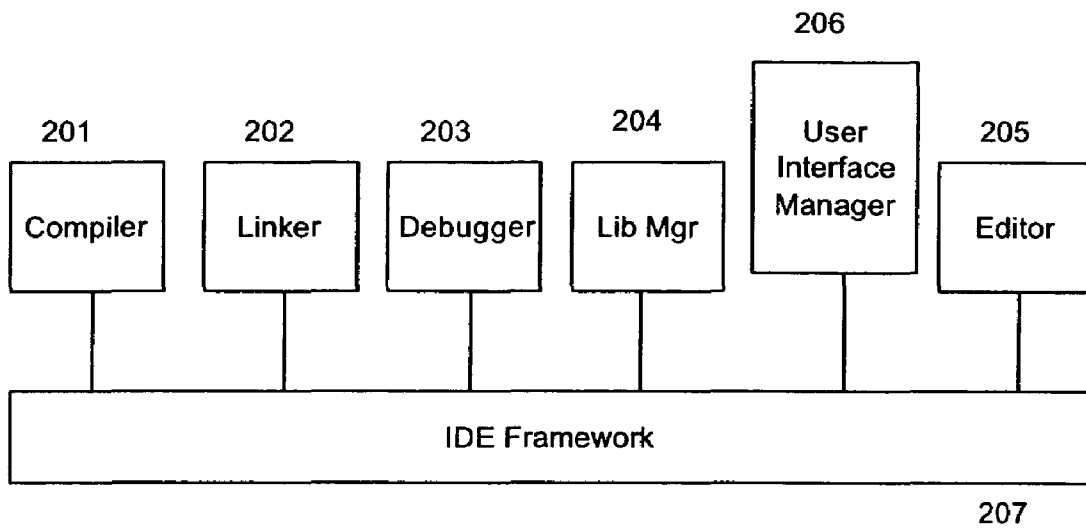 206
201
202
203
204
205
User
Interface
Manager
Compiler
Linker
Debugger
Lib Mgr
Editor
IDE Framework
207